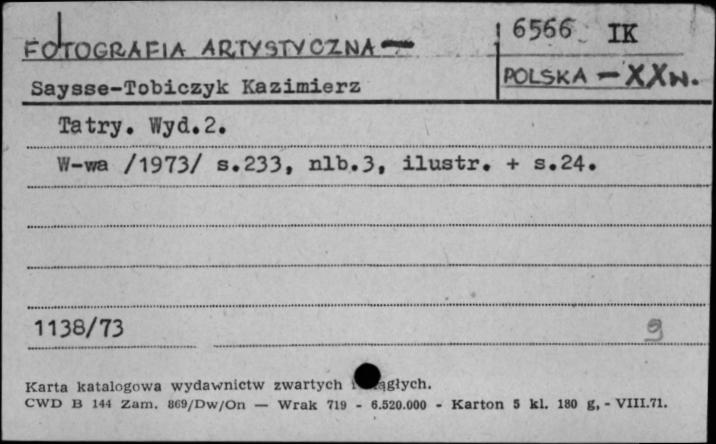 6566 IK
FOTOGRAFIA ARTYSTYCZNA —
POLSKA — XXw.
Saysse-Tobiczyk Kazimierz
Tatry. Wyd.2.
W-wa /1973/ s.233, nlb.3, ilustr. + s.24.
1138/73
9
Karta katalogowa wydawnictw zwartych i
CWD B 144 Zam. 869/Dw/On — Wrak 719 - 6.520.000 - Karton 5 kl. 180 g, - VIII.71.